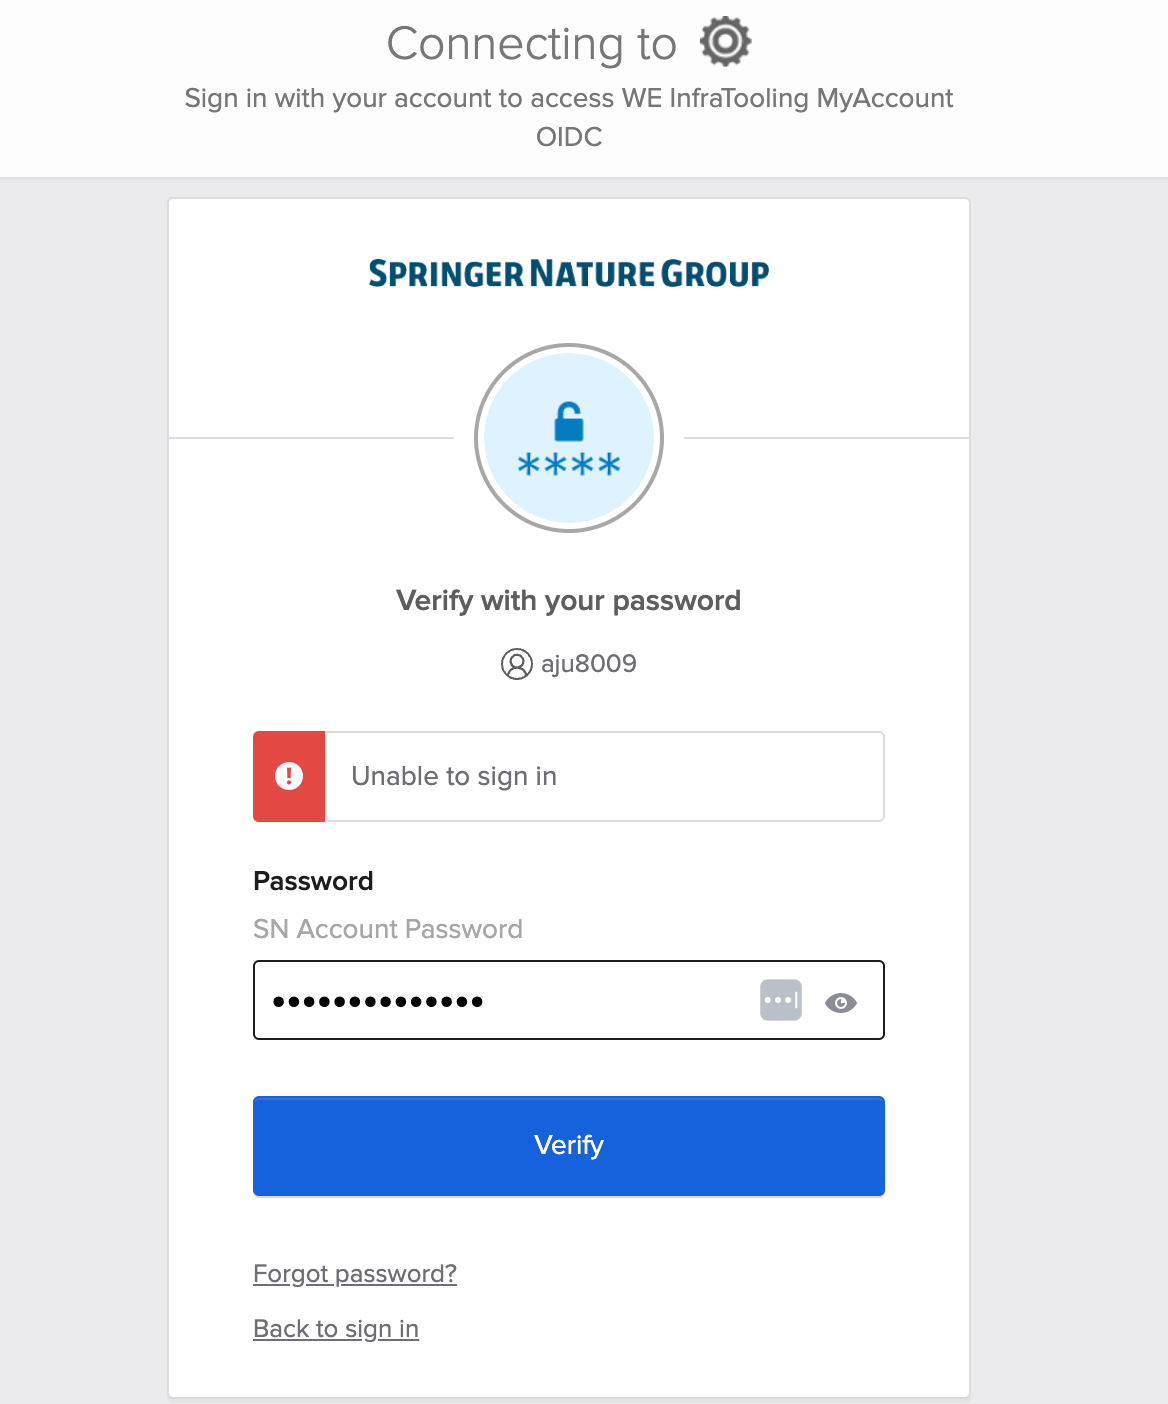 Connecting to
Sign in with your account to access WE InfraTooling MyAccount
OIDC
SPRINGER NATURE GROUP
****
Verify with your password
aju8009
Unable to sign in
Password
SN Account Password
Verify
Forgot password?
Back to sign in